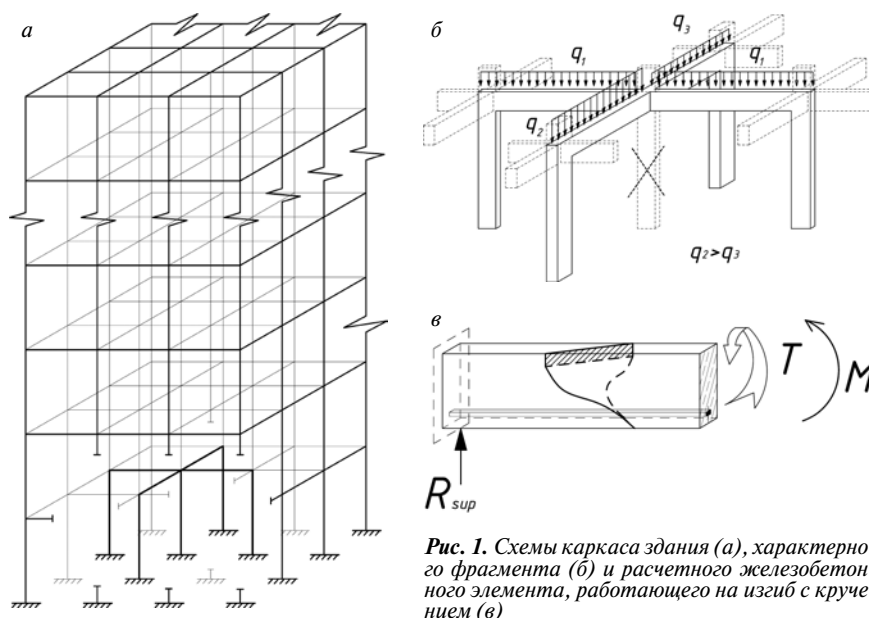 а
б
q3
q1
q1
q2
q2>q3
в
T
M
Rsup
Рис. 1. Схемы каркаса здания (а), характерно
го фрагмента (б) и расчетного железобетон
ного элемента, работающего на изгиб с круче
нием (в)